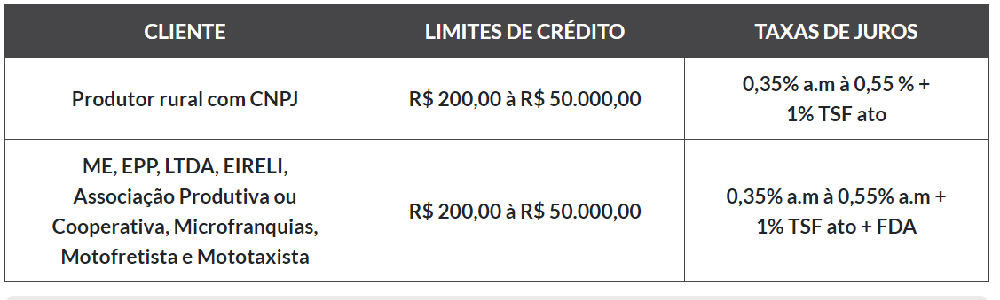 CLIENTE
LIMITES DE CRÉDITO
TAXAS DE JUROS
Produtor rural com CNPJ
R$ 200,00 à R$ 50.000,00
0,35% a.m à 0,55 % +
1% TSF ato
ME, EPP, LTDA, EIRELI,
Associação Produtiva ou
Cooperativa, Microfranquias,
Motofretista e Mototaxista
R$ 200,00 à R$ 50.000,00
0,35% a.m à 0,55% a.m +
1% TSF ato + FDA